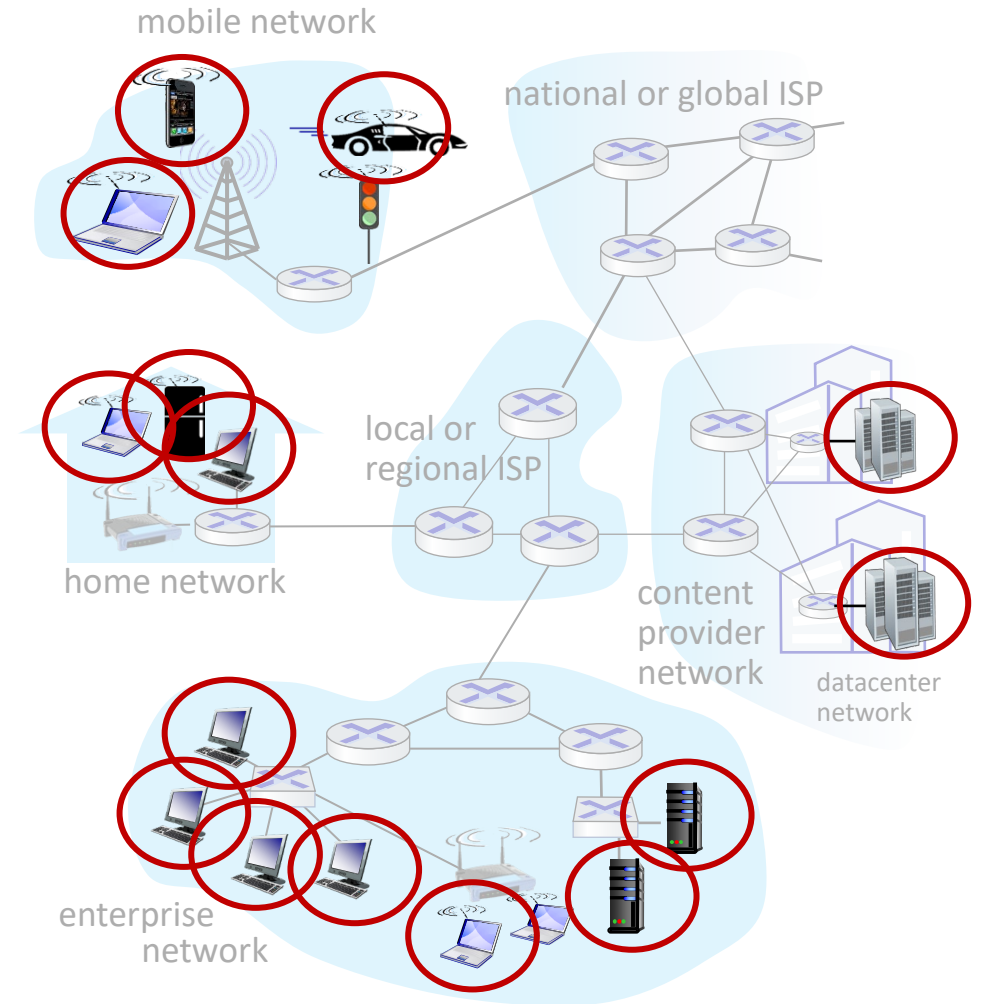 mobile network
national or global ISP
local or
regional ISP
home network
content
provider
network
datacenter
network
enterprise
network